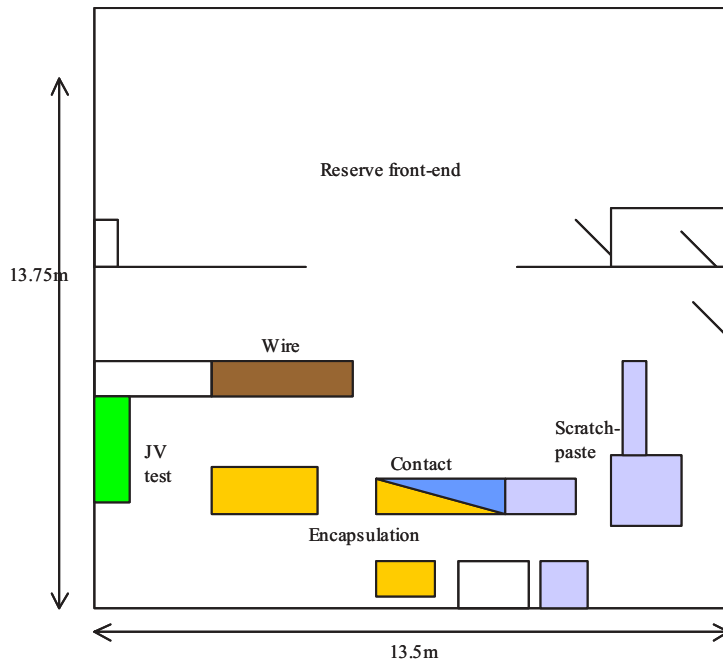 Reserve front-end
13.75m
Wire
Scratch-
paste
JV
test
Contact
Encapsulation
13.5m